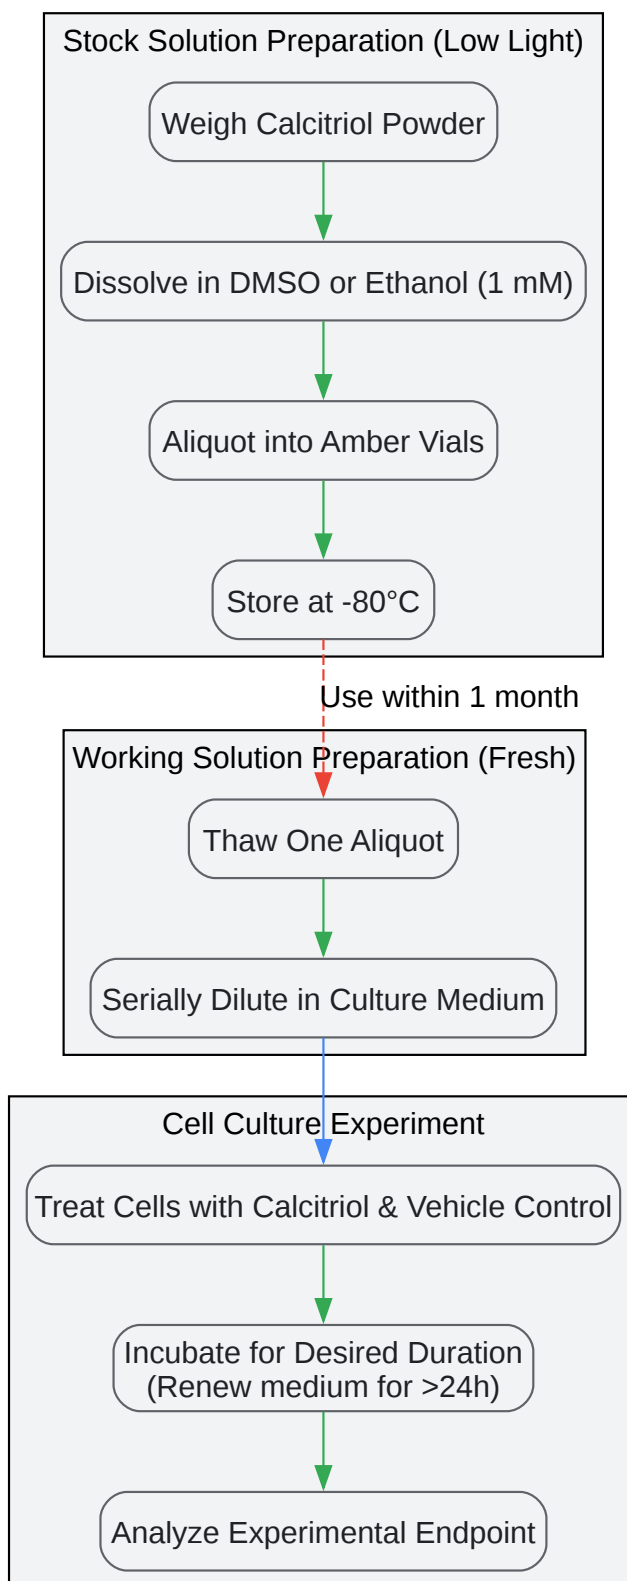 Stock Solution Preparation (Low Light)
Weigh Calcitriol Powder
Dissolve in DMSO or Ethanol (1 mM)
Aliquot into Amber Vials
Store at -80°C
Use within 1 month
Working Solution Preparation (Fresh)
Thaw One Aliquot
Serially Dilute in Culture Medium
Cell Culture Experiment
Treat Cells with Calcitriol & Vehicle Control
Incubate for Desired Duration
(Renew medium for >24h)
Analyze Experimental Endpoint